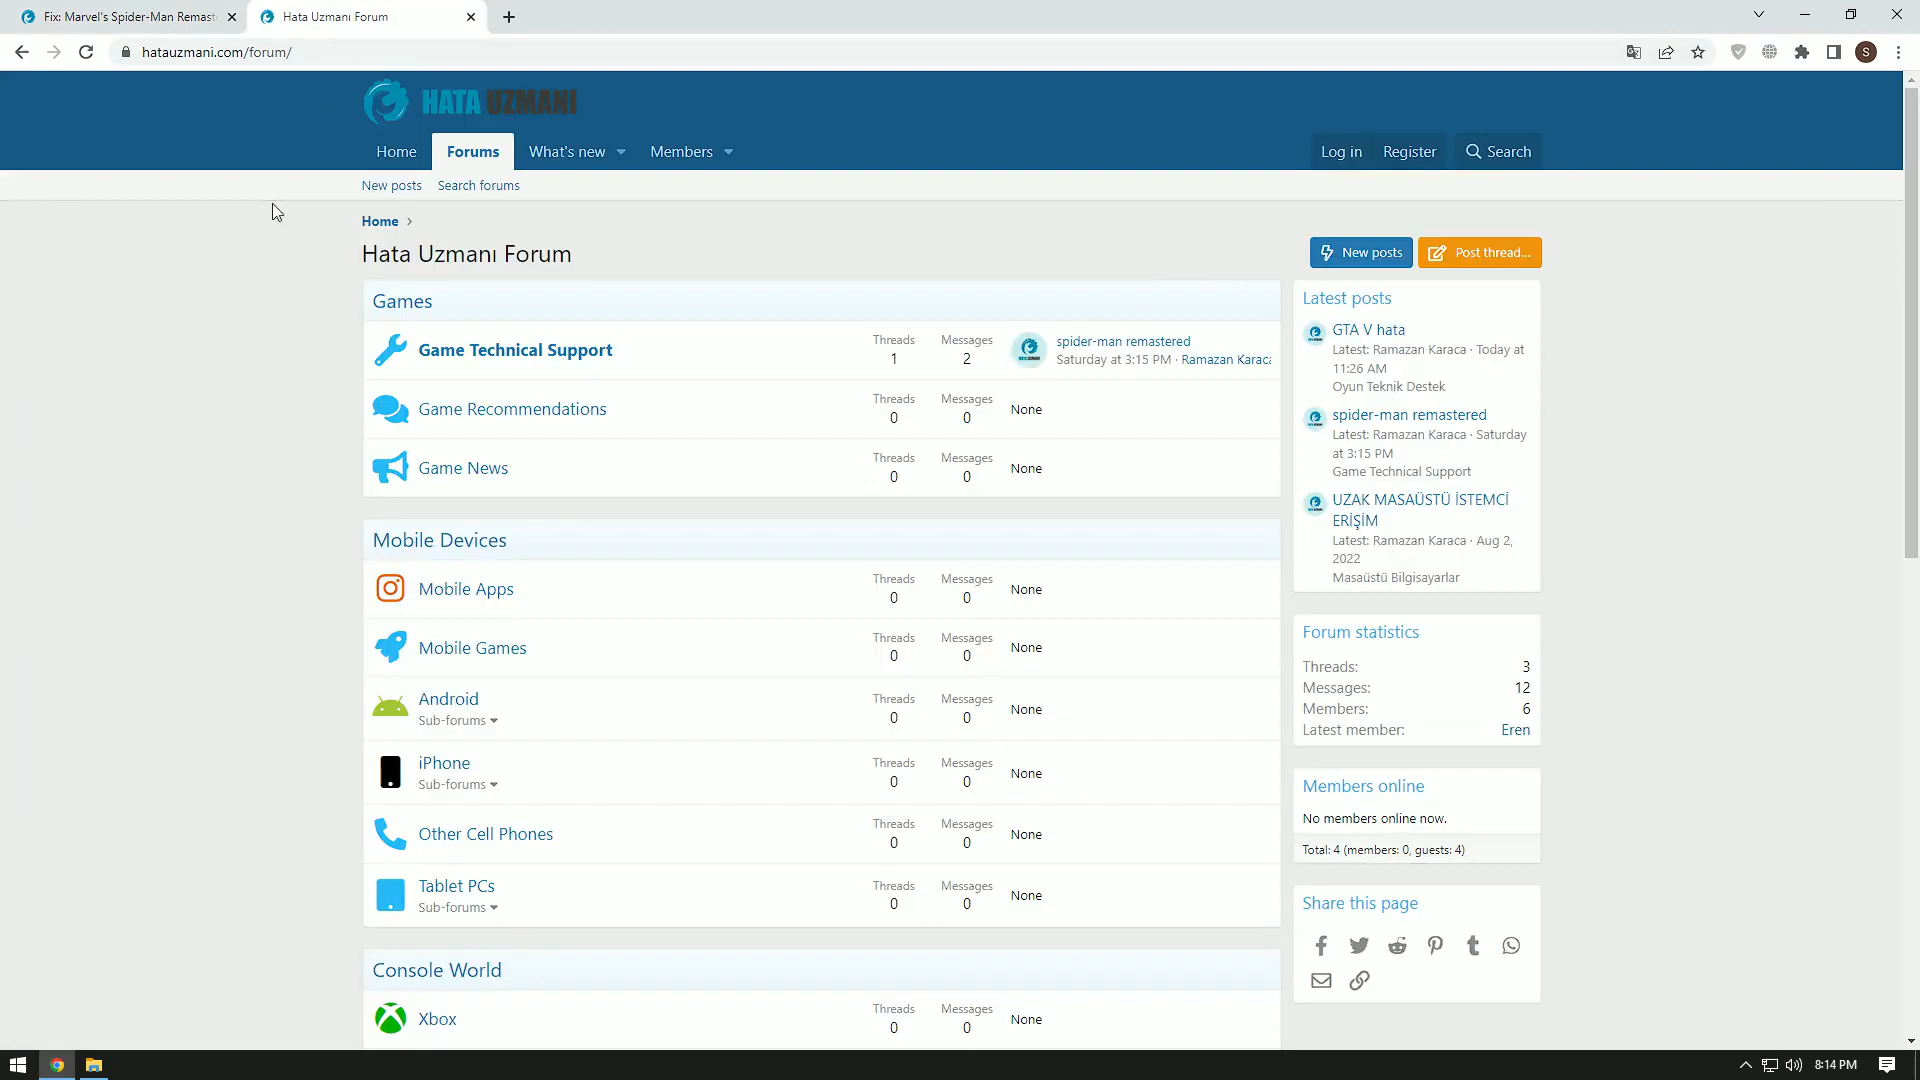 Fix: Marvel's Spider-Man Remast
Hata Uzmanı Forum
hatauzmani.com/forum/
S
HATA UZMANI
Home
Forums
What's new
Members
Log in
Register
Search
New posts
Search forums
Home
Hata Uzmanı Forum
New posts
Post thread...
Games
Game Technical Support
Threads
1
Messages
2
spider-man remastered
Saturday at 3:15 PM · Ramazan Karaca
Game Recommendations
Threads
0
Messages
0
None
Game News
Threads
0
Messages
0
None
Mobile Devices
Mobile Apps
Threads
0
Messages
0
None
Mobile Games
Threads
0
Messages
0
None
Android
Sub-forums
Threads
0
Messages
0
None
iPhone
Sub-forums
Threads
0
Messages
0
None
Other Cell Phones
Threads
0
Messages
0
None
Tablet PCs
Sub-forums
Threads
0
Messages
0
None
Console World
Xbox
Threads
0
Messages
0
None
Latest posts
GTA V hata
Latest: Ramazan Karaca · Today at
11:26 AM
Oyun Teknik Destek
spider-man remastered
Latest: Ramazan Karaca · Saturday
at 3:15 PM
Game Technical Support
UZAK MASAÜSTÜ İSTEMCİ
ERİŞİM
Latest: Ramazan Karaca · Aug 2,
2022
Masaüstü Bilgisayarlar
Forum statistics
Threads: 3
Messages: 12
Members: 6
Latest member: Eren
Members online
No members online now.
Total: 4 (members: 0, guests: 4)
Share this page
8:14 PM